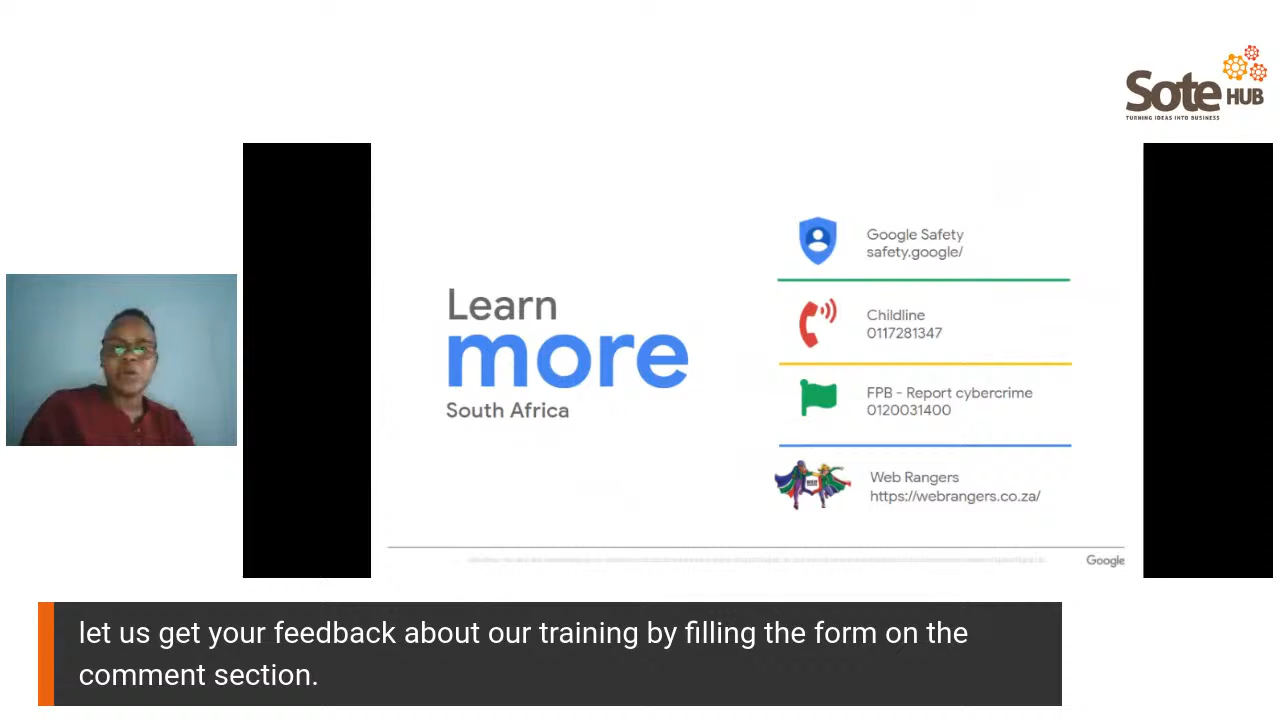 Sote HUB
TURNING IDEAS INTO BUSINESS
Google Safety
safety.google/
Learn
more
South Africa
Childline
0117281347
FPB - Report cybercrime
0120031400
Web Rangers
https://webrangers.co.za/
Google
let us get your feedback about our training by filling the form on the
comment section.